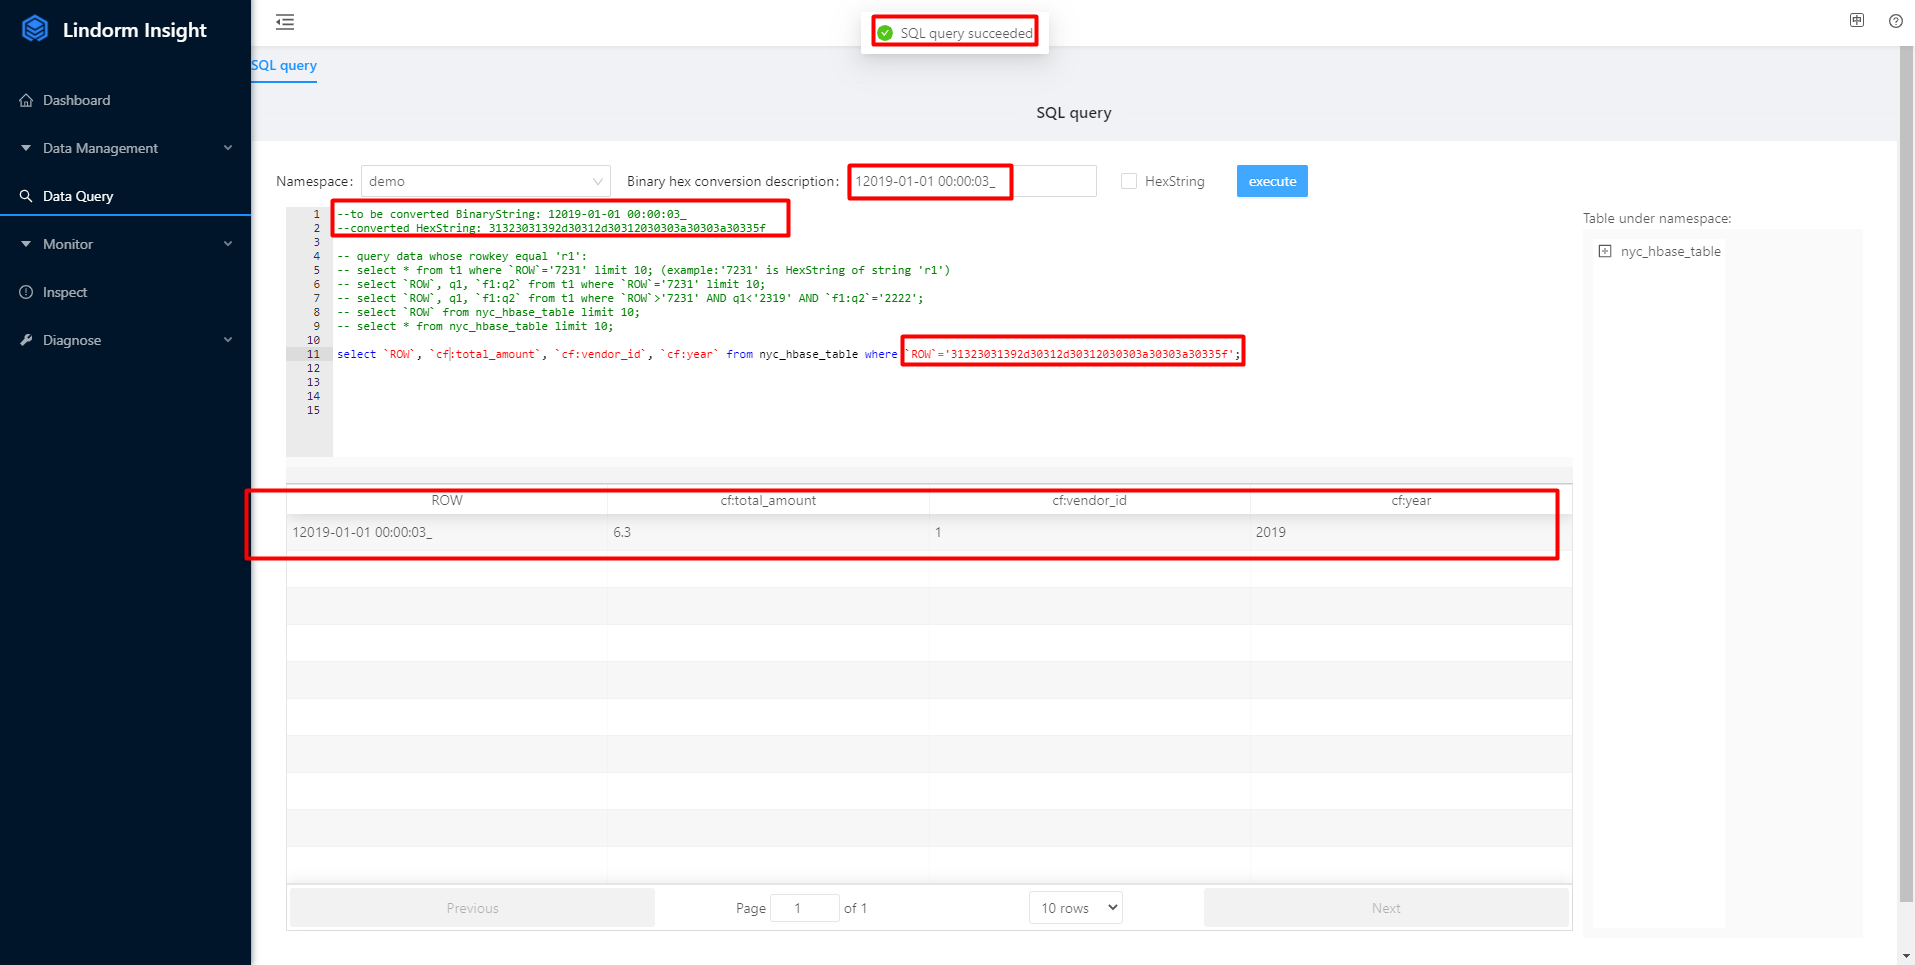 Lindorm Insight
SQL query succeeded
SQL query
SQL query
Dashboard
Data Management
Data Query
Monitor
Inspect
Diagnose
Namespace: demo Binary hex conversion description: 12019-01-01 00:00:03_ HexString execute
Table under namespace:
nyc_hbase_table
1 --to be converted BinaryString: 12019-01-01 00:00:03_
2 --converted HexString: 31323031392d30312d30312030303a30303a30335f
3
4 -- query data whose rowkey equal 'r1':
5 -- select * from t1 where `ROW`='7231' limit 10; (example:'7231' is HexString of string 'r1')
6 -- select `ROW`, q1, `f1:q2` from t1 where `ROW`='7231' limit 10;
7 -- select `ROW`, q1, `f1:q2` from t1 where `ROW`>'7231' AND q1<'2319' AND `f1:q2`='2222';
8 -- select `ROW` from nyc_hbase_table limit 10;
9 -- select * from nyc_hbase_table limit 10;
10
11 select `ROW`, `cf:total_amount`, `cf:vendor_id`, `cf:year` from nyc_hbase_table where `ROW`='31323031392d30312d30312030303a30303a30335f';
12
13
14
15
ROW cf:total_amount cf:vendor_id cf:year
12019-01-01 00:00:03_ 6.3 1 2019
Previous Page 1 of 1 10 rows Next